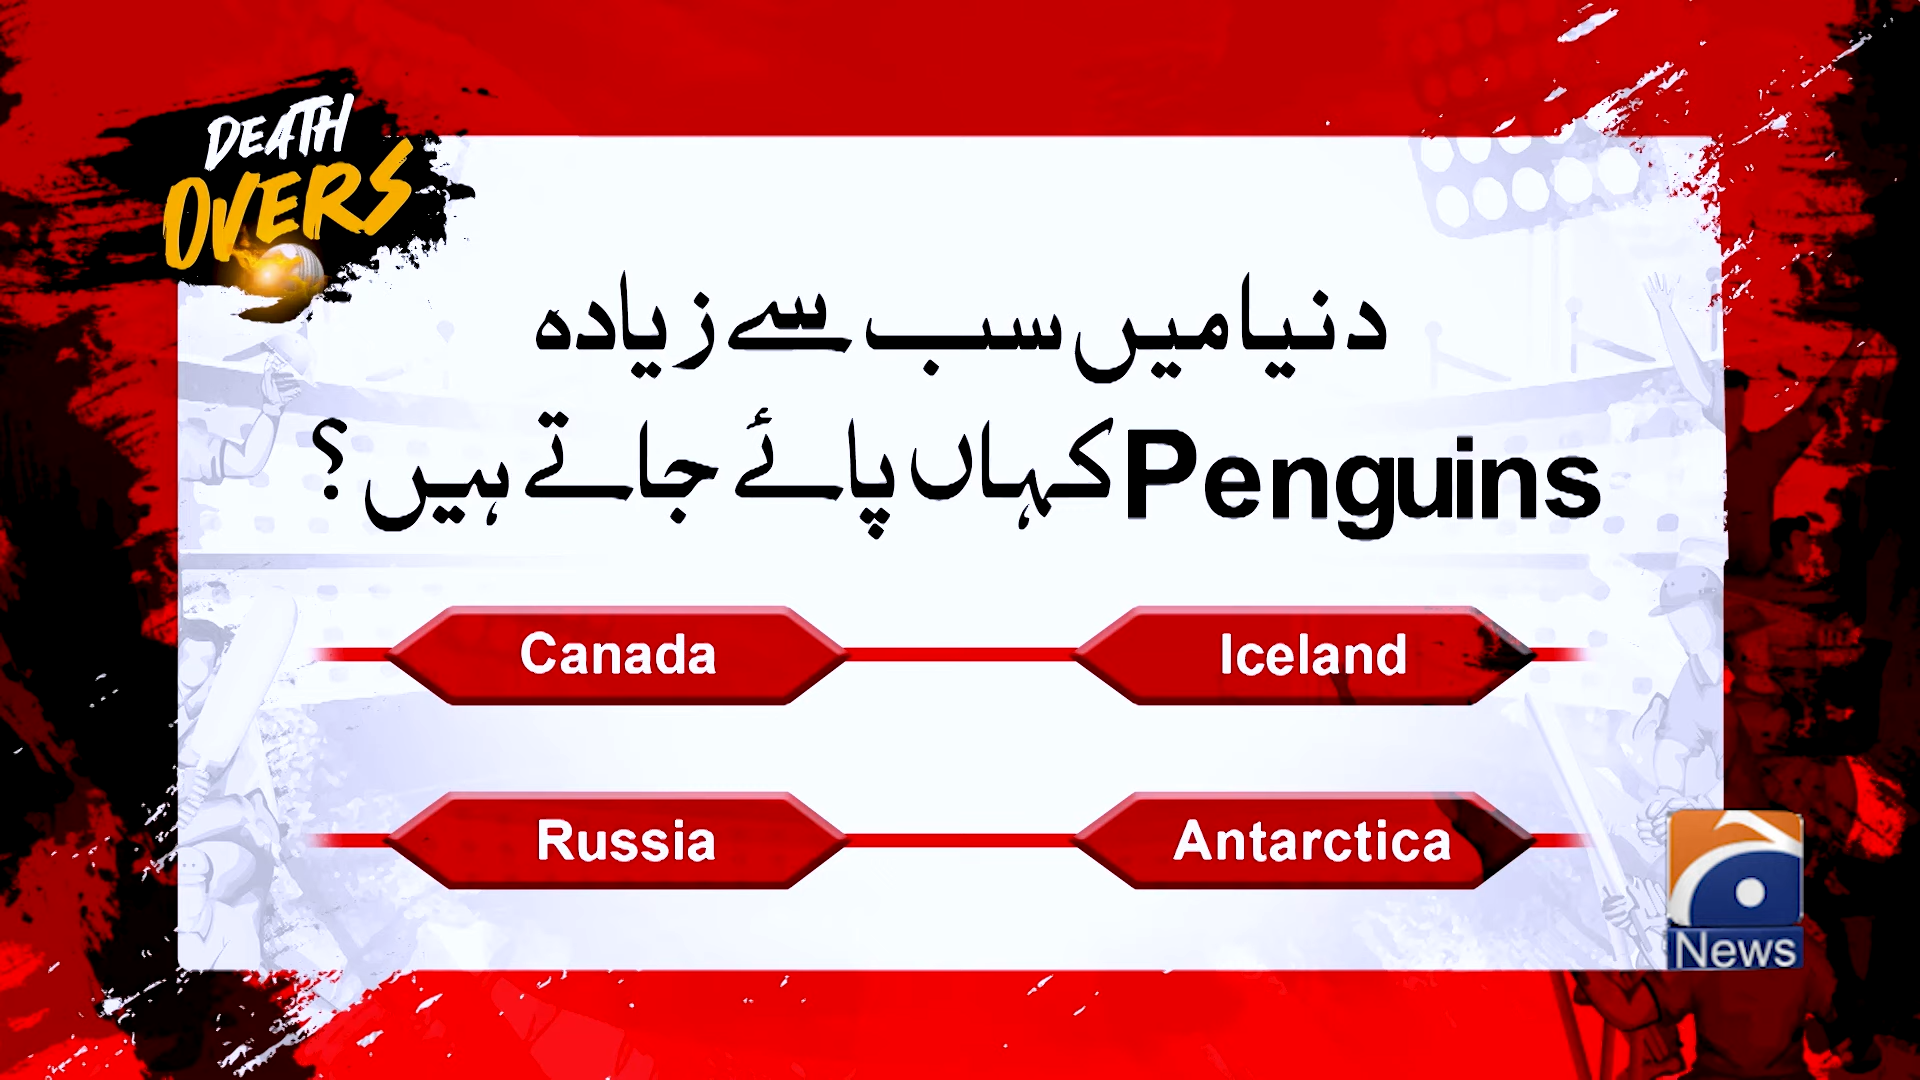 DEATH
OVERS
دنیا میں سب سے زیادہ
Penguins کہاں پائے جاتے ہیں؟
Canada
Iceland
Russia
Antarctica
News